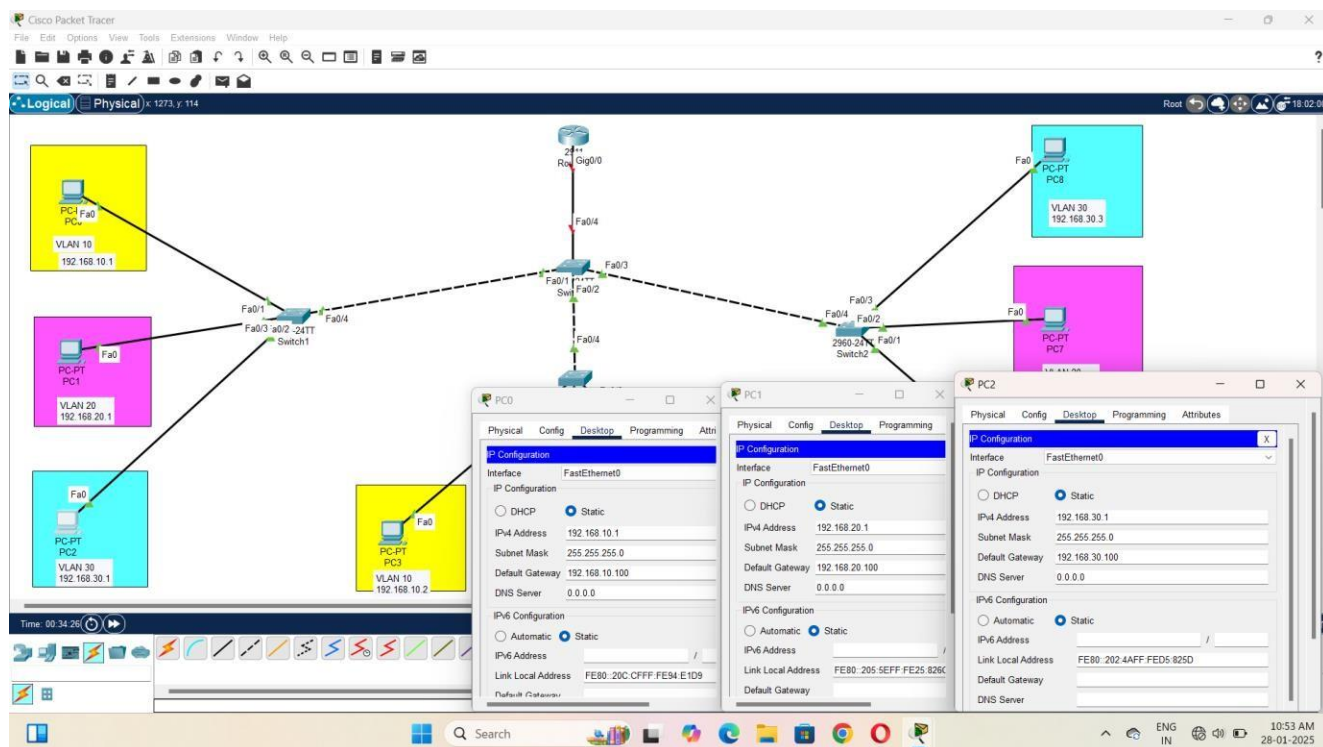 Cisco Packet Tracer
File Edit Options View Tools Extensions Window Help
Logical Physical x: 1273, y: 114
Root
Gig0/0
Fa0/4
Fa0/1
Fa0/3
Fa0/2
Fa0/4
Fa0
VLAN 10
192.168.10.1
Fa0/1
Fa0/4
Fa0/3
-24TT
Switch1
Fa0
PC-PT
PC1
VLAN 20
192.168.20.1
Fa0
PC-PT
PC2
VLAN 30
192.168.30.1
Fa0
PC-PT
PC3
VLAN 10
192.168.10.2
Fa0
PC-PT
PC8
VLAN 30
192.168.30.3
Fa0
PC-PT
PC7
Fa0/3
Fa0/4
Fa0/2
Fa0/1
Switch2
PC0
Physical Config Desktop Programming
IP Configuration
Interface FastEthernet0
IP Configuration
DHCP Static
IPv4 Address 192.168.10.1
Subnet Mask 255.255.255.0
Default Gateway 192.168.10.100
DNS Server 0.0.0.0
IPv6 Configuration
Automatic Static
IPv6 Address /
Link Local Address FE80::20C:CFFF:FE94:E1D9
Default Gateway
PC1
Physical Config Desktop Programming
IP Configuration
Interface FastEthernet0
IP Configuration
DHCP Static
IPv4 Address 192.168.20.1
Subnet Mask 255.255.255.0
Default Gateway 192.168.20.100
DNS Server 0.0.0.0
IPv6 Configuration
Automatic Static
IPv6 Address /
Link Local Address
Default Gateway
PC2
Physical Config Desktop Programming Attributes
IP Configuration X
Interface FastEthernet0
IP Configuration
DHCP Static
IPv4 Address 192.168.30.1
Subnet Mask 255.255.255.0
Default Gateway 192.168.30.100
DNS Server 0.0.0.0
IPv6 Configuration
Automatic Static
IPv6 Address /
Link Local Address FE80::202:4AFF:FED5:825D
Default Gateway
DNS Server
Time: 00:34:26
Search
ENG
IN
10:53 AM
28-01-2025